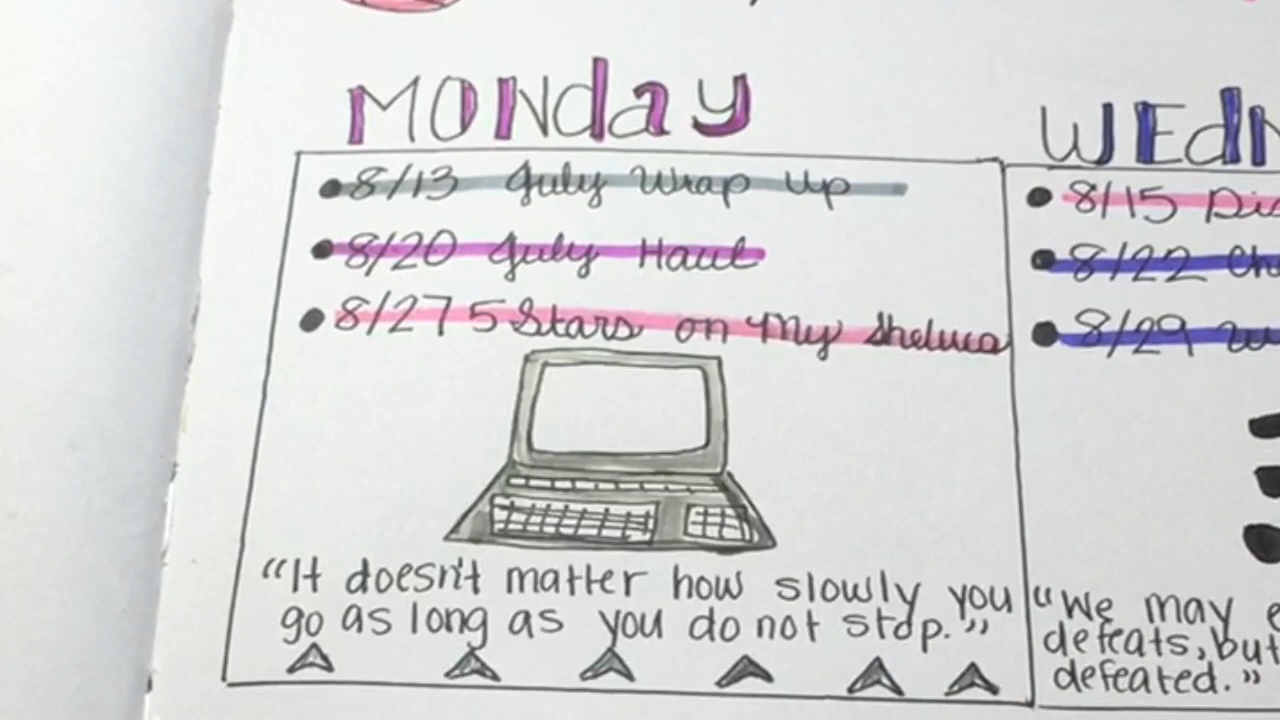 MONday
8/13 July Wrap Up
8/20 July Haul
8/27 5 Stars on My Shelves
"It doesn't matter how slowly you
go as long as you do not stop."
WEdN
8/15
8/22
8/29
"We may
defeats, but
defeated."